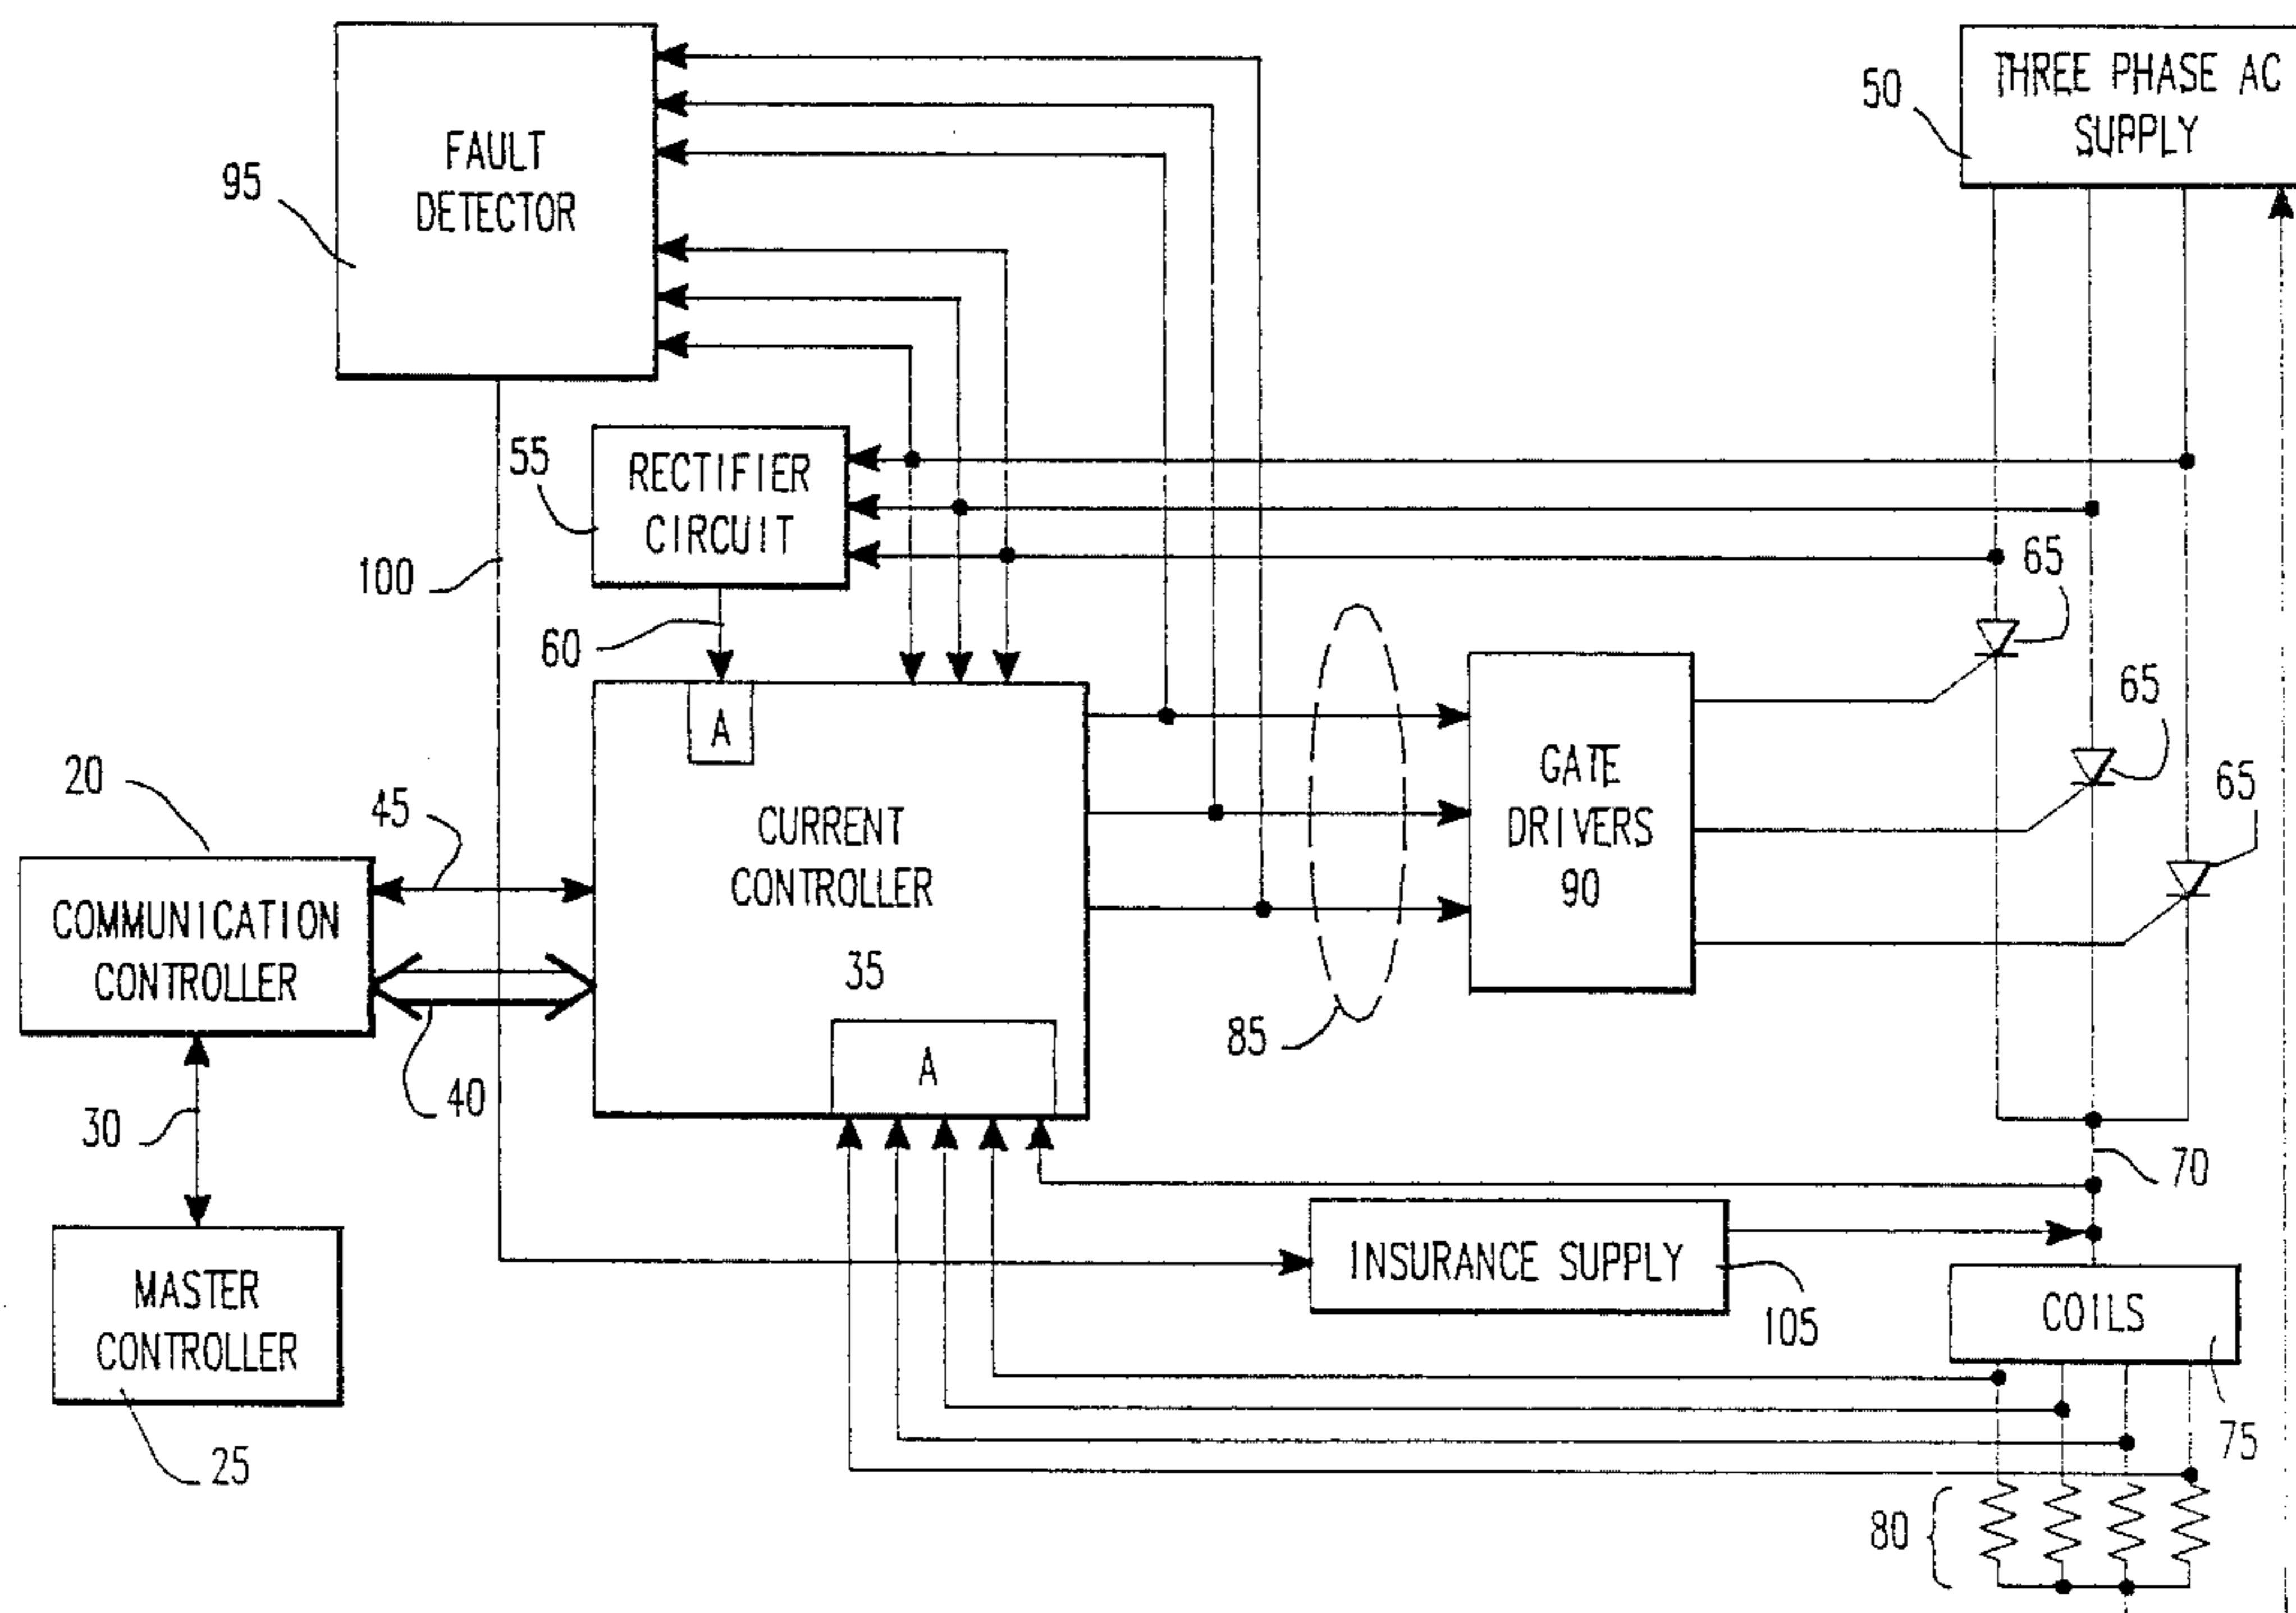 FAULT
DETECTOR
95
THREE PHASE AC
SUPPLY
50
RECTIFIER
CIRCUIT
55
100
60
65
65
65
A
CURRENT
CONTROLLER
35
A
GATE
DRIVERS
90
85
20
45
COMMUNICATION
CONTROLLER
40
30
MASTER
CONTROLLER
25
70
INSURANCE SUPPLY
105
COILS
75
80